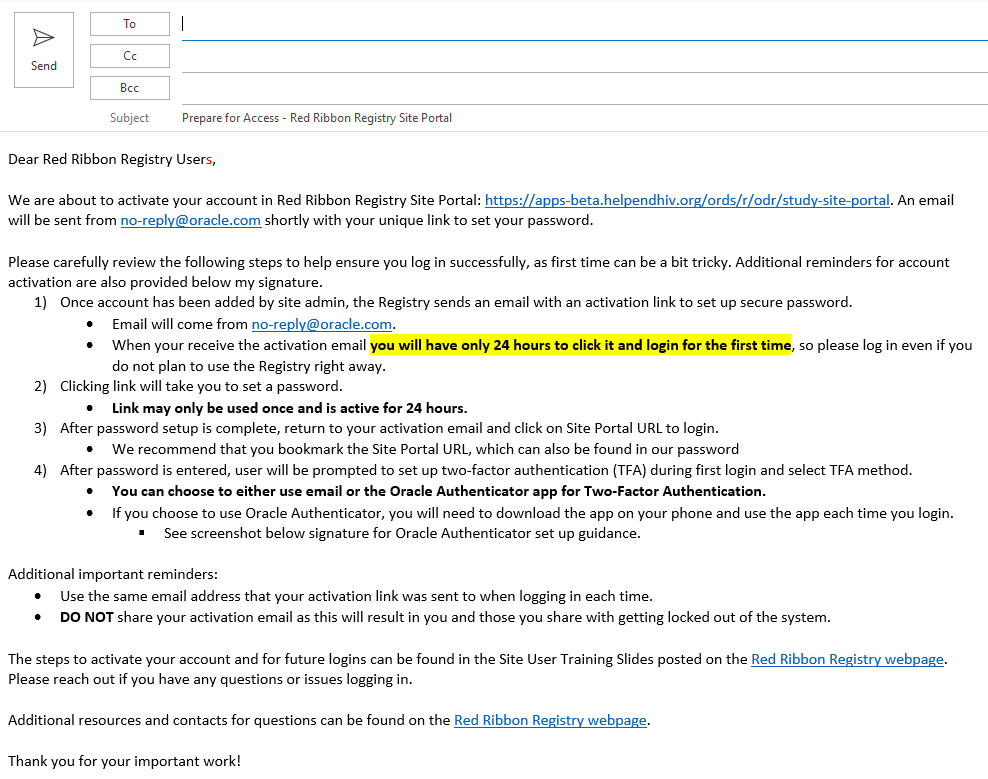 To
Send
Cc
Bcc
Subject Prepare for Access - Red Ribbon Registry Site Portal
Dear Red Ribbon Registry Users,
We are about to activate your account in Red Ribbon Registry Site Portal: https://apps-beta.helpendhiv.org/ords/r/odr/study-site-portal. An email
will be sent from no-reply@oracle.com shortly with your unique link to set your password.
Please carefully review the following steps to help ensure you log in successfully, as first time can be a bit tricky. Additional reminders for account
activation are also provided below my signature.
1) Once account has been added by site admin, the Registry sends an email with an activation link to set up secure password.
• Email will come from no-reply@oracle.com.
• When your receive the activation email you will have only 24 hours to click it and login for the first time, so please log in even if you
do not plan to use the Registry right away.
2) Clicking link will take you to set a password.
• Link may only be used once and is active for 24 hours.
3) After password setup is complete, return to your activation email and click on Site Portal URL to login.
• We recommend that you bookmark the Site Portal URL, which can also be found in our password
4) After password is entered, user will be prompted to set up two-factor authentication (TFA) during first login and select TFA method.
• You can choose to either use email or the Oracle Authenticator app for Two-Factor Authentication.
• If you choose to use Oracle Authenticator, you will need to download the app on your phone and use the app each time you login.
▪ See screenshot below signature for Oracle Authenticator set up guidance.
Additional important reminders:
• Use the same email address that your activation link was sent to when logging in each time.
• DO NOT share your activation email as this will result in you and those you share with getting locked out of the system.
The steps to activate your account and for future logins can be found in the Site User Training Slides posted on the Red Ribbon Registry webpage.
Please reach out if you have any questions or issues logging in.
Additional resources and contacts for questions can be found on the Red Ribbon Registry webpage.
Thank you for your important work!